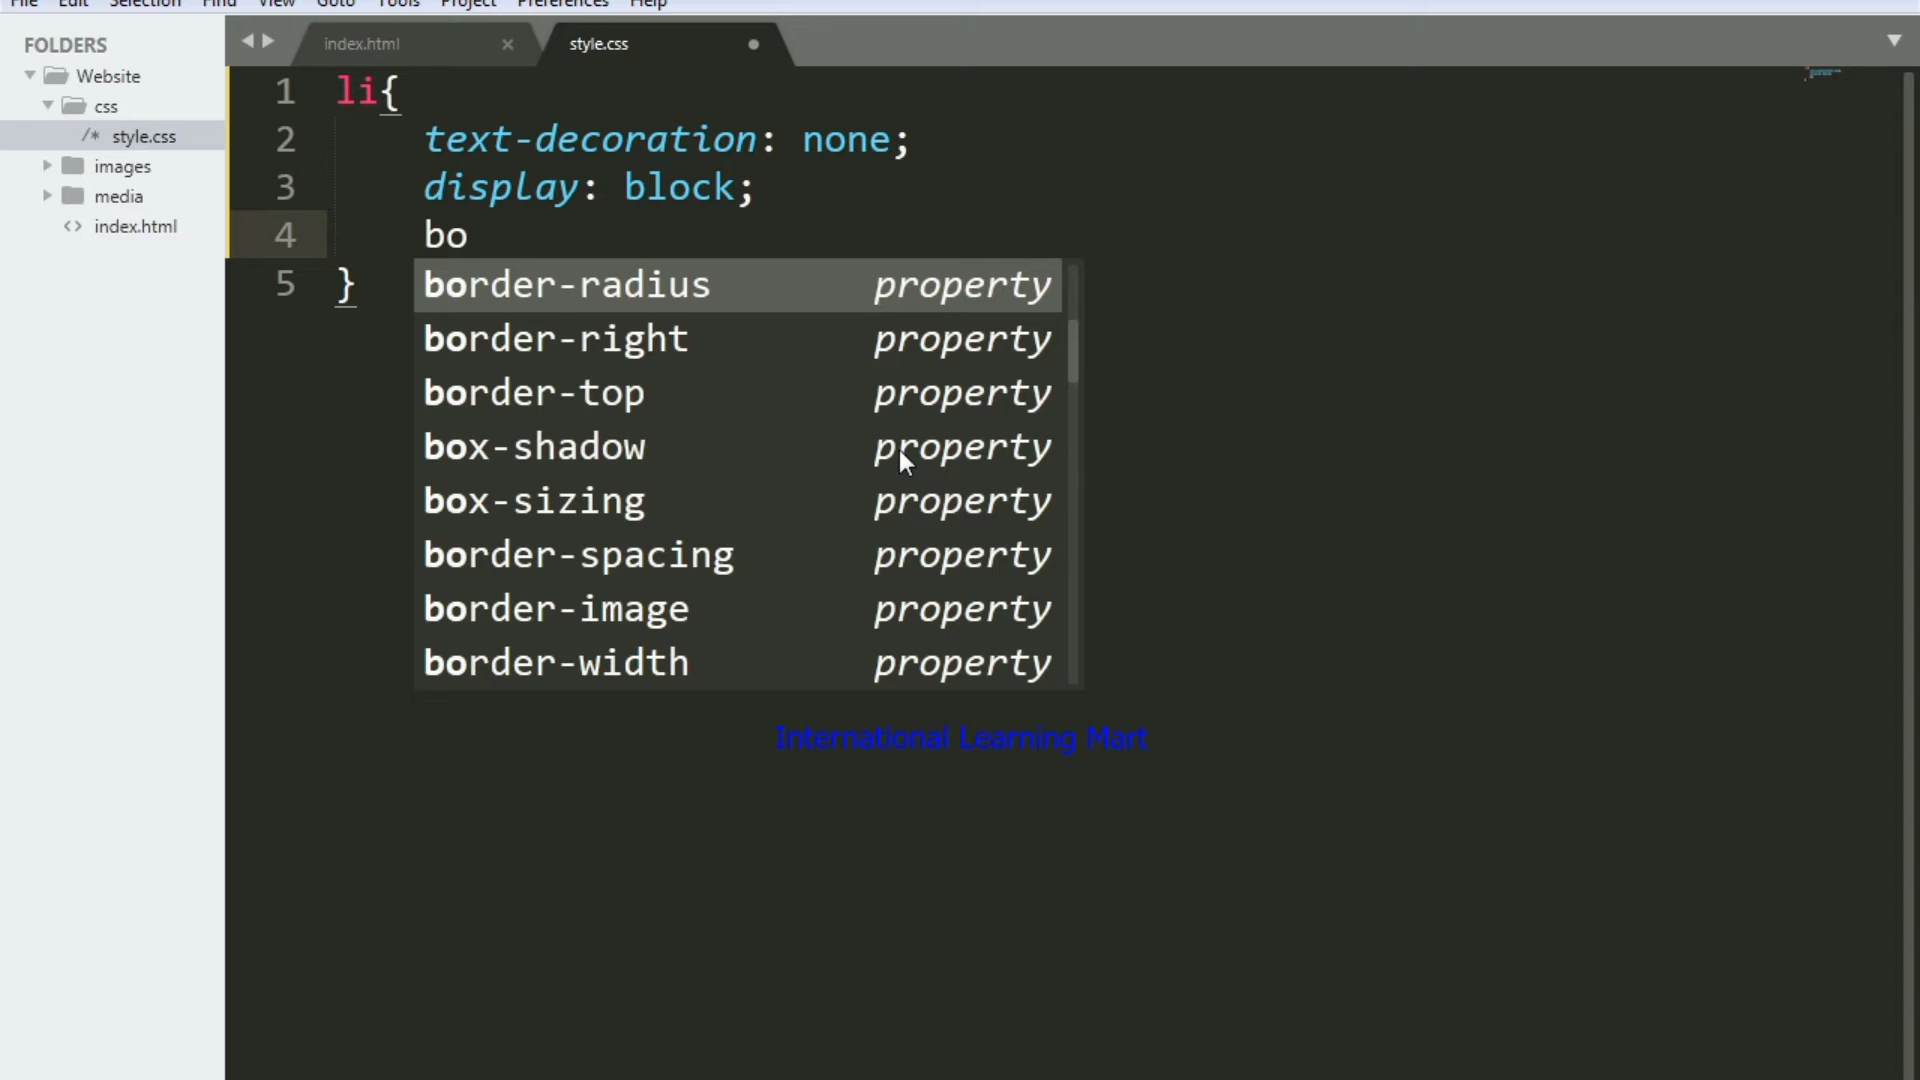 File Edit Selection Find View Goto Tools Project Preferences Help
FOLDERS
Website
css
/* style.css
images
media
<> index.html
index.html × style.css
1 li{
2 text-decoration: none;
3 display: block;
4 bo
5 }
border-radius property
border-right property
border-top property
box-shadow property
box-sizing property
border-spacing property
border-image property
border-width property
International Learning Mart